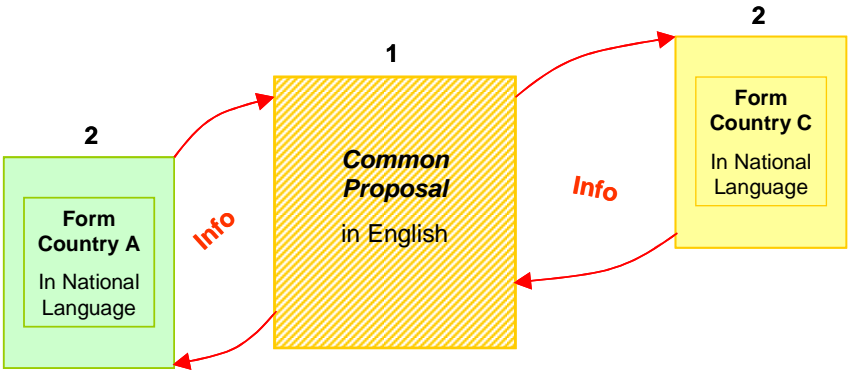 2
1
2
Form
Country A
In National
Language
Info
Common
Proposal
in English
Info
Form
Country C
In National
Language